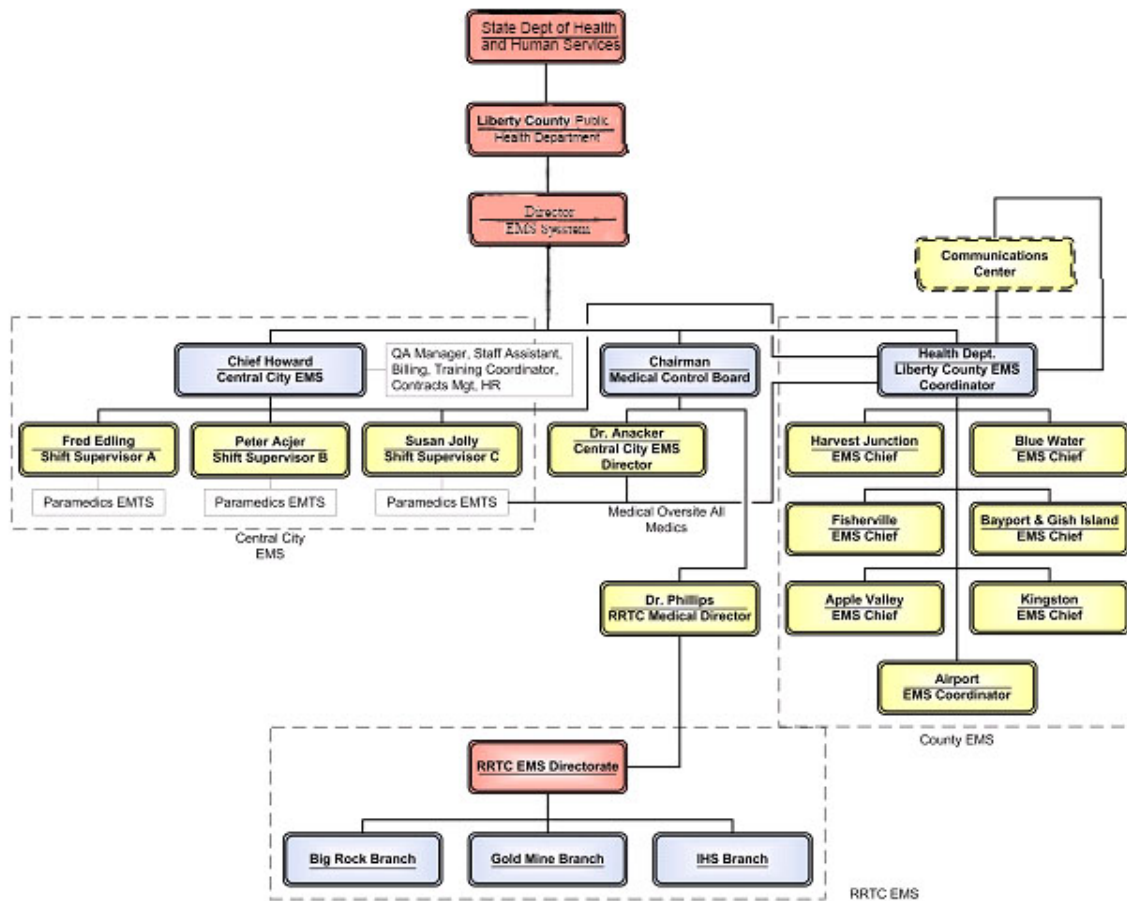 State Dept of Health
and Human Services
Liberty County Public
Health Department
Director
EMS Sysstem
Communications
Center
Chief Howard
Central City EMS
QA Manager, Staff Assistant,
Billing, Training Coordinator,
Contracts Mgt, HR
Chairman
Medical Control Board
Health Dept.
Liberty County EMS
Coordinator
Fred Edling
Shift Supervisor A
Peter Acjer
Shift Supervisor B
Susan Jolly
Shift Supervisor C
Dr. Anacker
Central City EMS
Director
Harvest Junction
EMS Chief
Blue Water
EMS Chief
Paramedics EMTS
Paramedics EMTS
Paramedics EMTS
Medical Oversite All
Medics
Central City
EMS
Fisherville
EMS Chief
Bayport & Gish Island
EMS Chief
Dr. Phillips
RRTC Medical Director
Apple Valley
EMS Chief
Kingston
EMS Chief
Airport
EMS Coordinator
County EMS
RRTC EMS Directorate
Big Rock Branch
Gold Mine Branch
IHS Branch
RRTC EMS